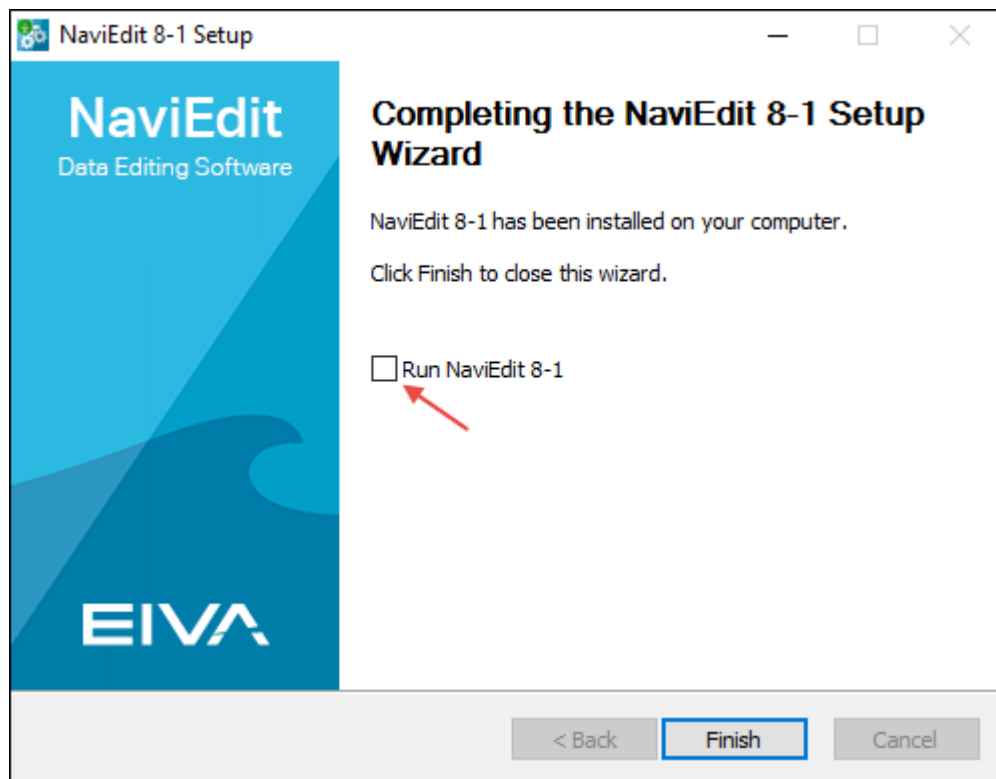 NaviEdit 8-1 Setup
NaviEdit
Data Editing Software
Completing the NaviEdit 8-1 Setup
Wizard
NaviEdit 8-1 has been installed on your computer.
Click Finish to close this wizard.
Run NaviEdit 8-1
EIVA
< Back Finish Cancel